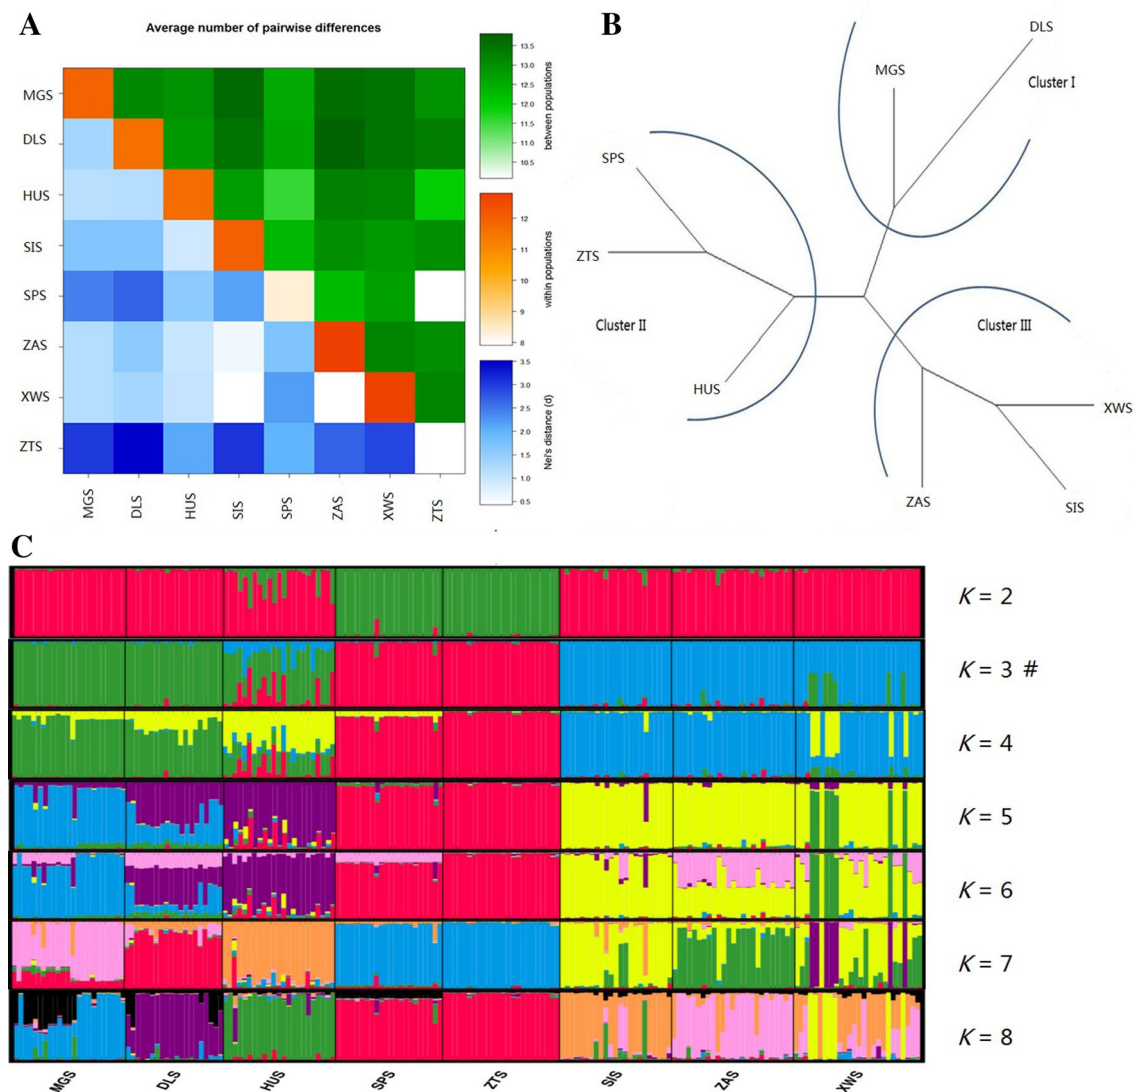 A
Average number of pairwise differences
MGS
DLS
HUS
SIS
SPS
ZAS
XWS
ZTS
MGS
DLS
HUS
SIS
SPS
ZAS
XWS
ZTS
13.5
13.0
12.5
12.0
11.5
11.0
10.5
between populations
12
11
10
9
8
within populations
3.5
3.0
2.5
2.0
1.5
1.0
0.5
Nei's distance (d)
B
DLS
MGS
Cluster I
SPS
ZTS
Cluster II
HUS
Cluster III
XWS
ZAS
SIS
C
K = 2
K = 3 #
K = 4
K = 5
K = 6
K = 7
K = 8
MGS
DLS
HUS
SPS
ZTS
SIS
ZAS
XWS